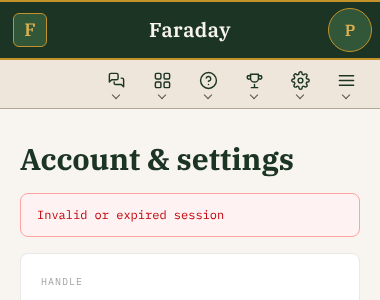 F
Faraday
P
Account & settings
Invalid or expired session
HANDLE